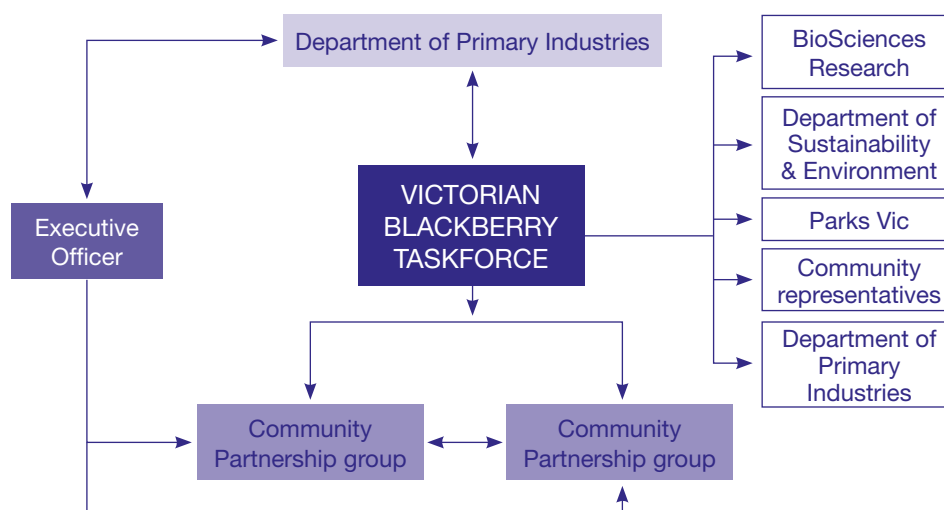 Department of Primary Industries
BioSciences
Research
Department of
Sustainability
& Environment
VICTORIAN
BLACKBERRY
TASKFORCE
Executive
Officer
Parks Vic
Community
representatives
Department of
Primary
Industries
Community
Partnership group
Community
Partnership group